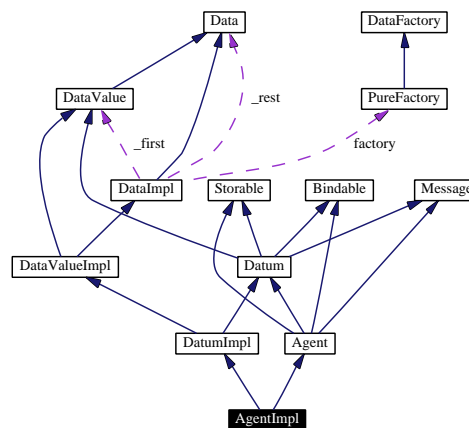 Data
DataFactory
DataValue
_rest
PureFactory
_first
factory
DataImpl
Storable
Bindable
Message
DataValueImpl
Datum
DatumImpl
Agent
AgentImpl